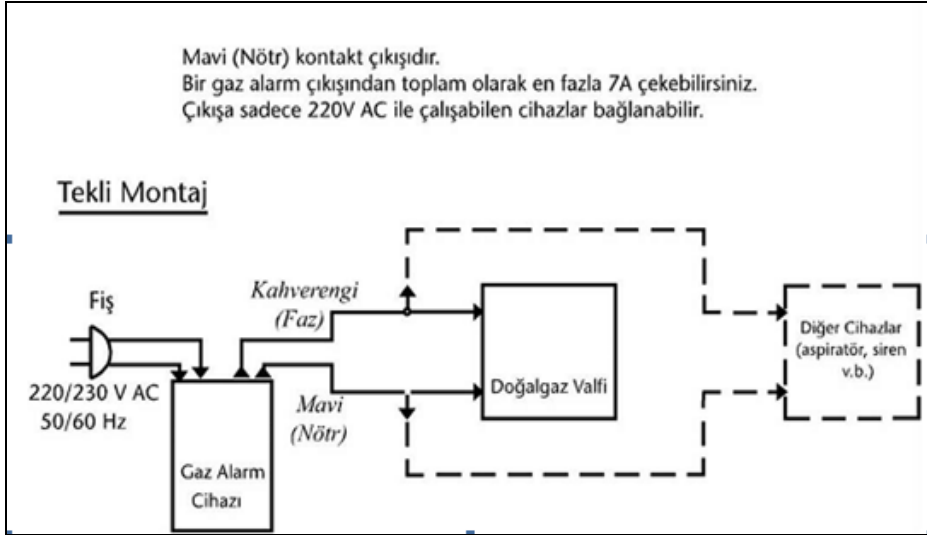 Mavi (Nötr) kontakt çıkışıdır.
Bir gaz alarm çıkışından toplam olarak en fazla 7A çekebilirsiniz.
Çıkışa sadece 220V AC ile çalışabilen cihazlar bağlanabilir.
Tekli Montaj
Fiş
220/230 V AC
50/60 Hz
Kahverengi
(Faz)
Mavi
(Nötr)
Gaz Alarm
Cihazı
Doğalgaz Valfi
Diğer Cihazlar
(aspiratör, siren
v.b.)